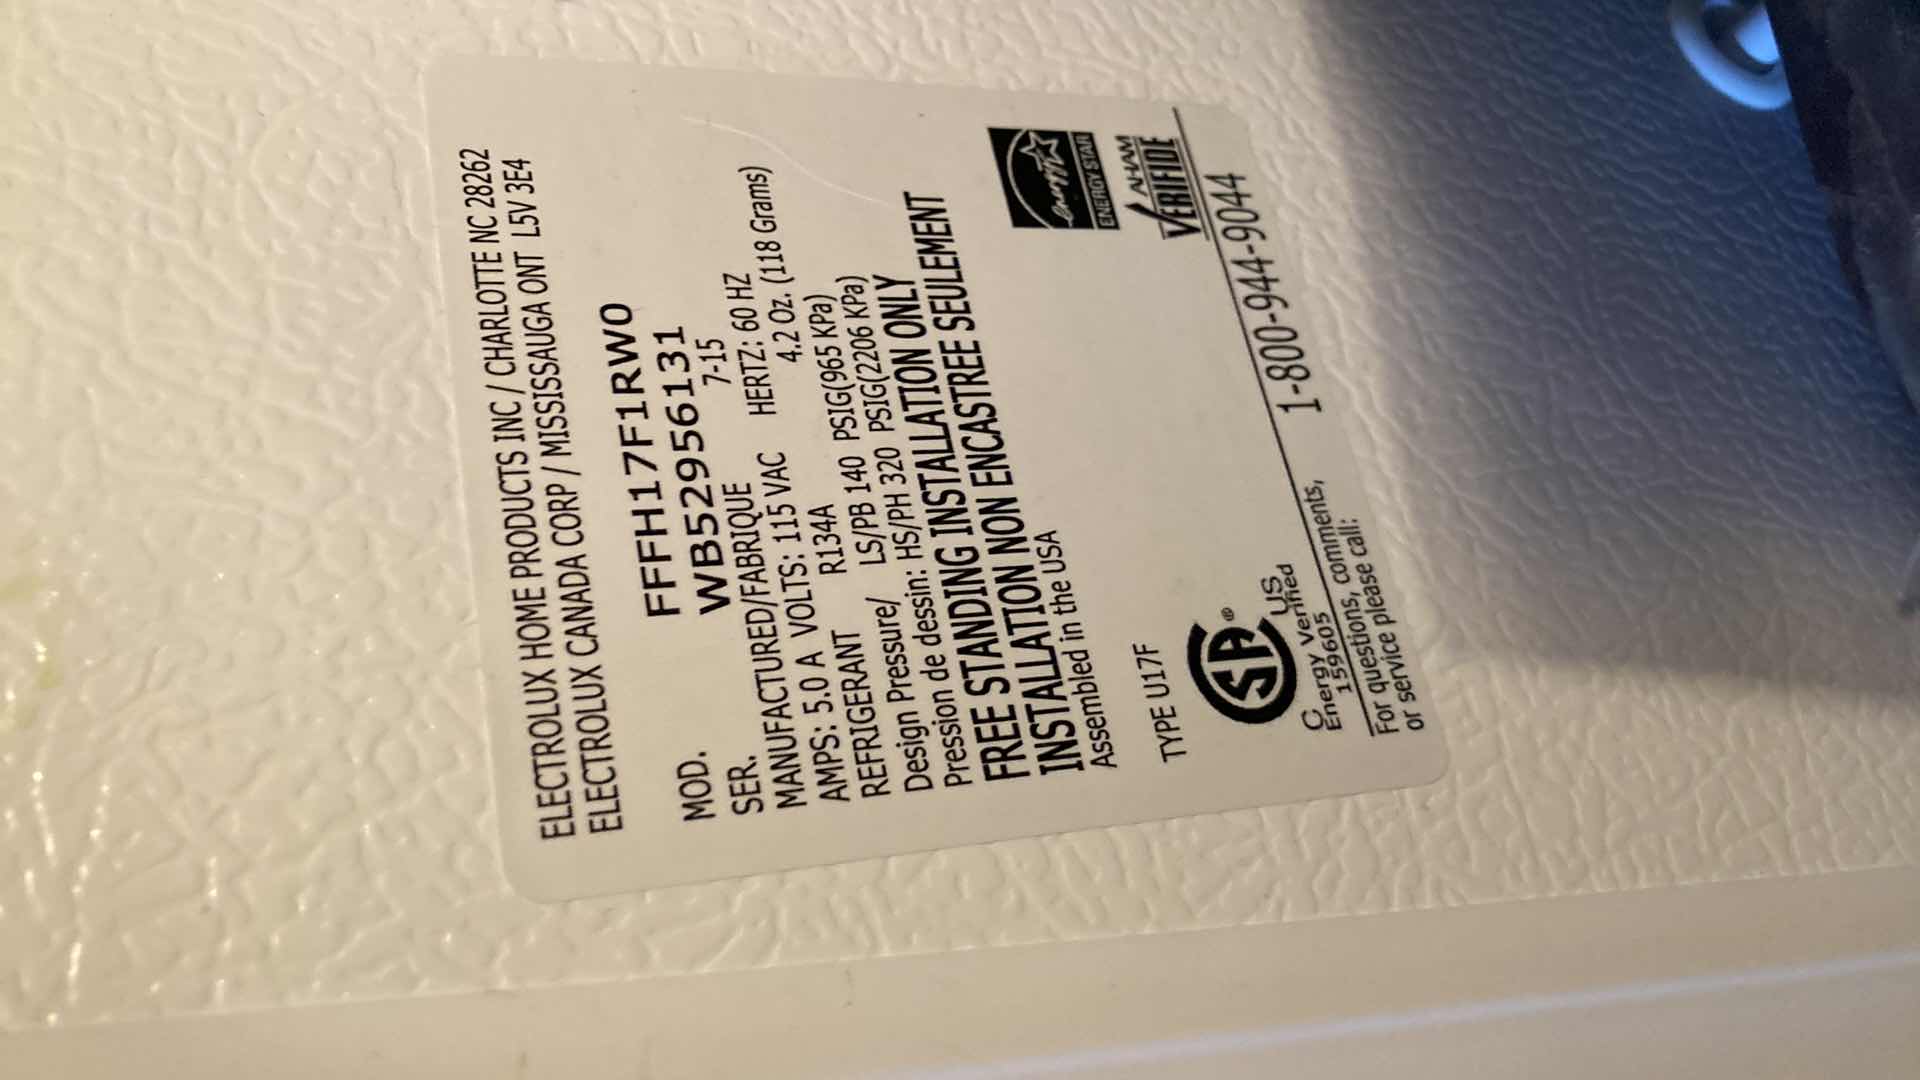 ELECTROLUX HOME PRODUCTS INC / CHARLOTTE NC 28262
ELECTROLUX CANADA CORP / MISSISSAUGA ONT L5V 3E4
MOD. FFFH17F1RW0
SER. WB52956131
MANUFACTURED/FABRIQUE 7-15
AMPS: 5.0 A VOLTS: 115 VAC HERTZ: 60 HZ
REFRIGERANT R134A 4.2 Oz. (118 Grams)
Design Pressure/ LS/PB 140 PSIG(965 KPa)
Pression de dessin: HS/PH 320 PSIG(2206 KPa)
FREE STANDING INSTALLATION ONLY
INSTALLATION NON ENCASTREE SEULEMENT
Assembled in the USA
TYPE U17F
energy
ENERGY STAR
SA ®
C US
AHAM
VERIFIDE
Energy Verified
159605
For questions, comments,
or service please call:
1-800-944-9044